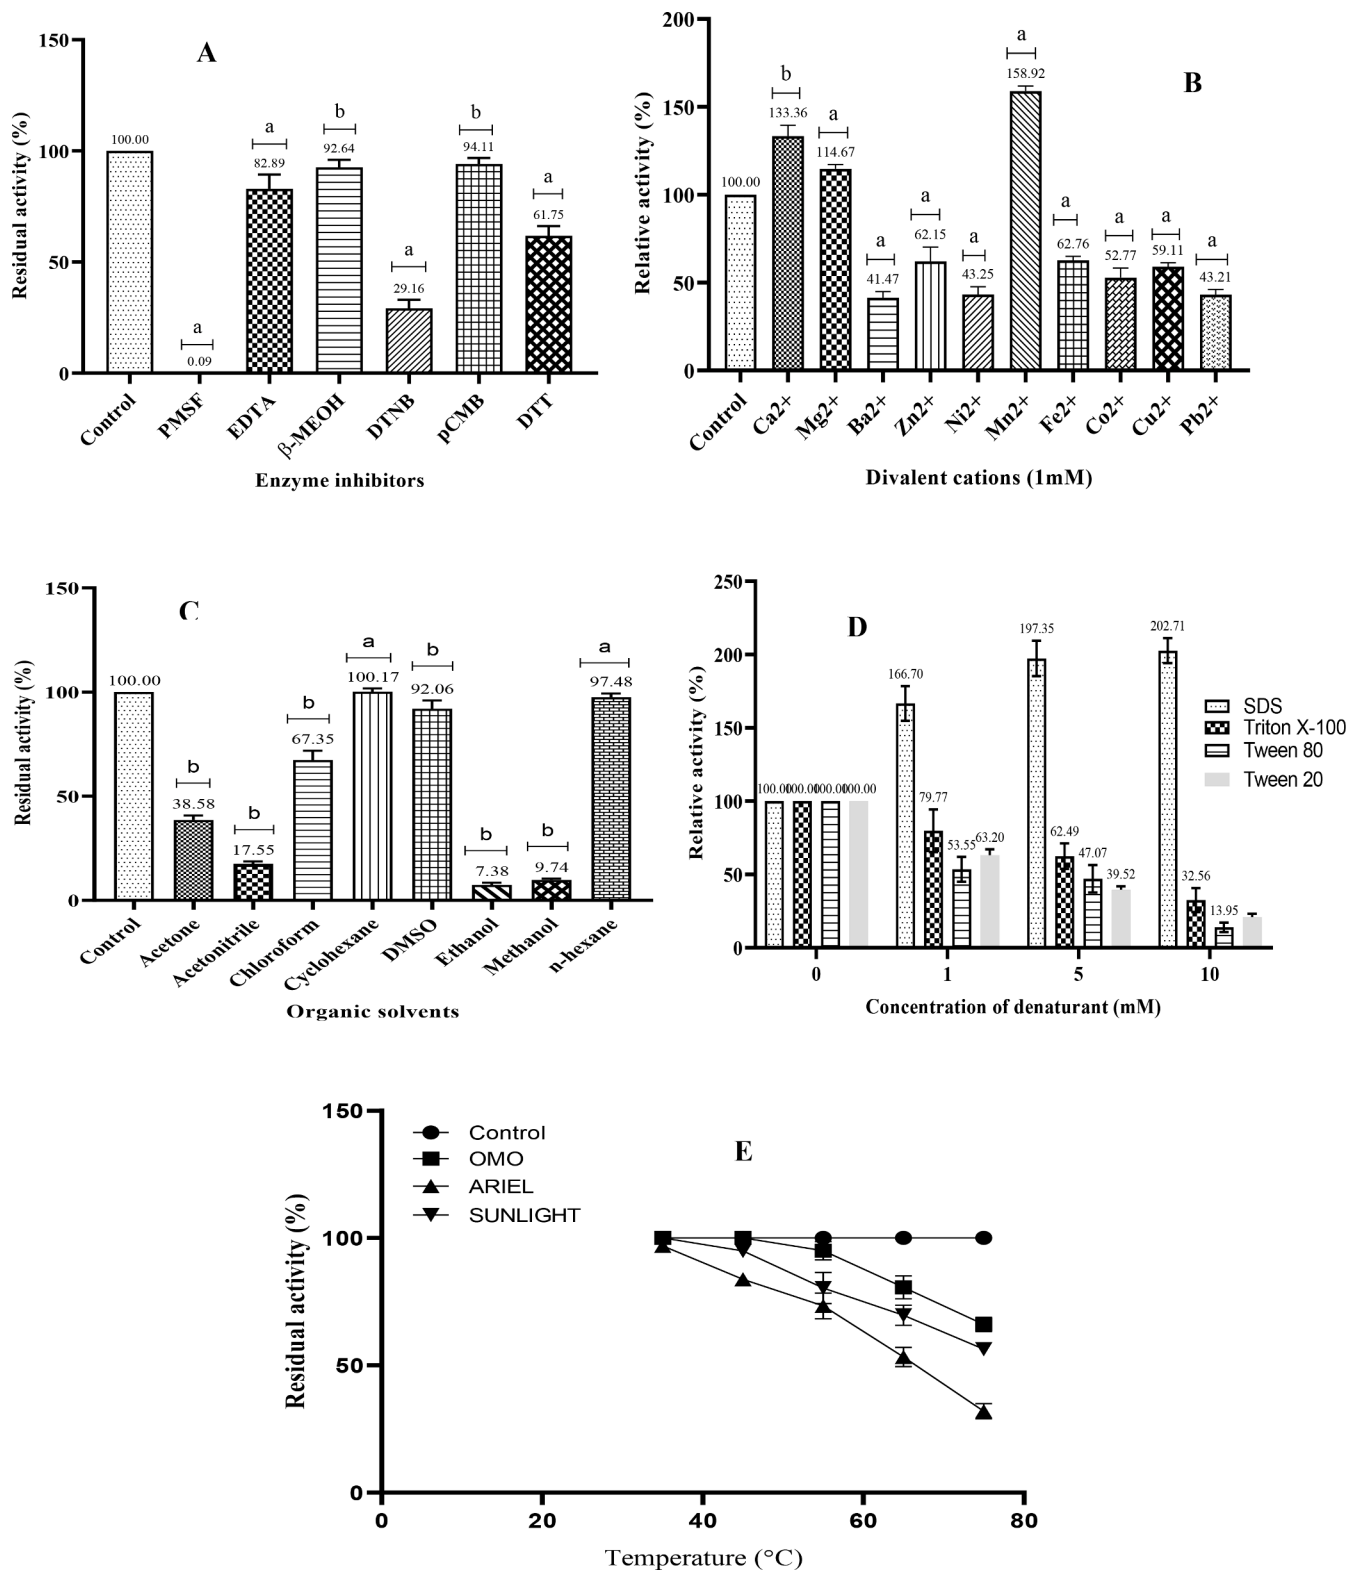 A
150
100
50
0
Residual activity (%)
100.00
a
0.09
a
82.89
b
92.64
a
29.16
b
94.11
a
61.75
Control
PMSF
EDTA
β-MEOH
DTNB
pCMB
DTT
Enzyme inhibitors
B
200
150
100
50
0
Relative activity (%)
100.00
b
133.36
a
114.67
a
41.47
a
62.15
a
43.25
a
158.92
a
62.76
a
52.77
a
59.11
a
43.21
Control
Ca2+
Mg2+
Ba2+
Zn2+
Ni2+
Mn2+
Fe2+
Co2+
Cu2+
Pb2+
Divalent cations (1mM)
C
150
100
50
0
Residual activity (%)
100.00
b
38.58
b
17.55
b
67.35
a
100.17
b
92.06
b
7.38
b
9.74
a
97.48
Control
Acetone
Acetonitrile
Chloroform
Cyclohexane
DMSO
Ethanol
Methanol
n-hexane
Organic solvents
D
250
200
150
100
50
0
Relative activity (%)
100.00
100.00
100.00
100.00
166.70
79.77
53.55
63.20
197.35
62.49
47.07
39.52
202.71
32.56
13.95
0
1
5
10
Concentration of denaturant (mM)
SDS
Triton X-100
Tween 80
Tween 20
E
150
100
50
0
Residual activity (%)
Control
OMO
ARIEL
SUNLIGHT
0
20
40
60
80
Temperature (°C)